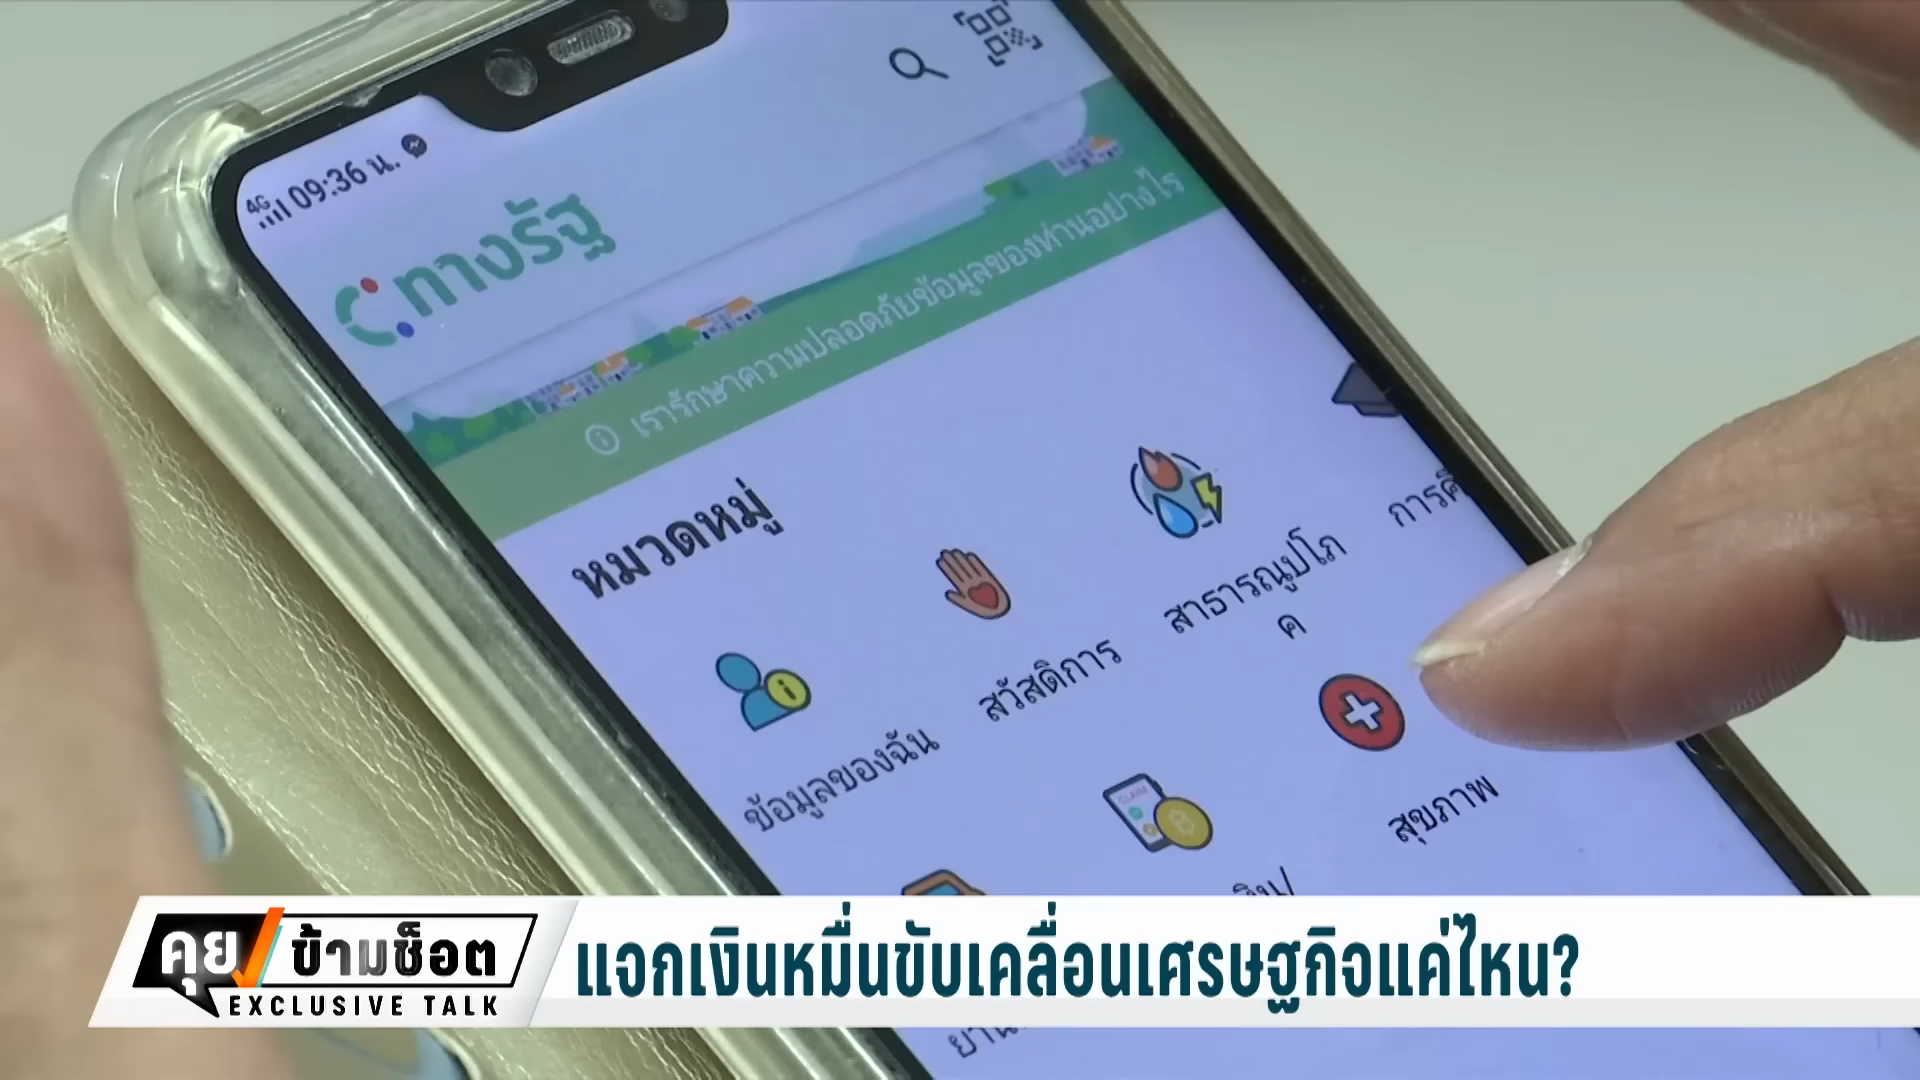 4G 09:36 น.
ทางรัฐ
เรารักษาความปลอดภัยข้อมูลของท่านอย่างไร
หมวดหมู่
ข้อมูลของฉัน
สวัสดิการ
สาธารณูปโภ
ค
สุขภาพ
CLAIM
คุย ข้ามช็อต
EXCLUSIVE TALK
แจกเงินหมื่นขับเคลื่อนเศรษฐกิจแค่ไหน?